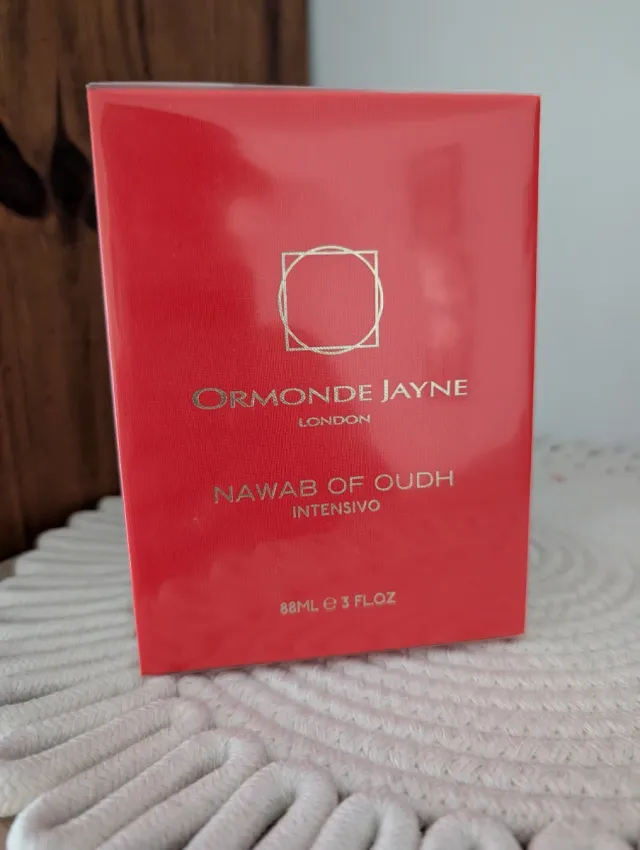 ORMONDE JAYNE
LONDON
NAWAB OF OUDH
INTENSIVO
88ML ℮ 3 FL.OZ